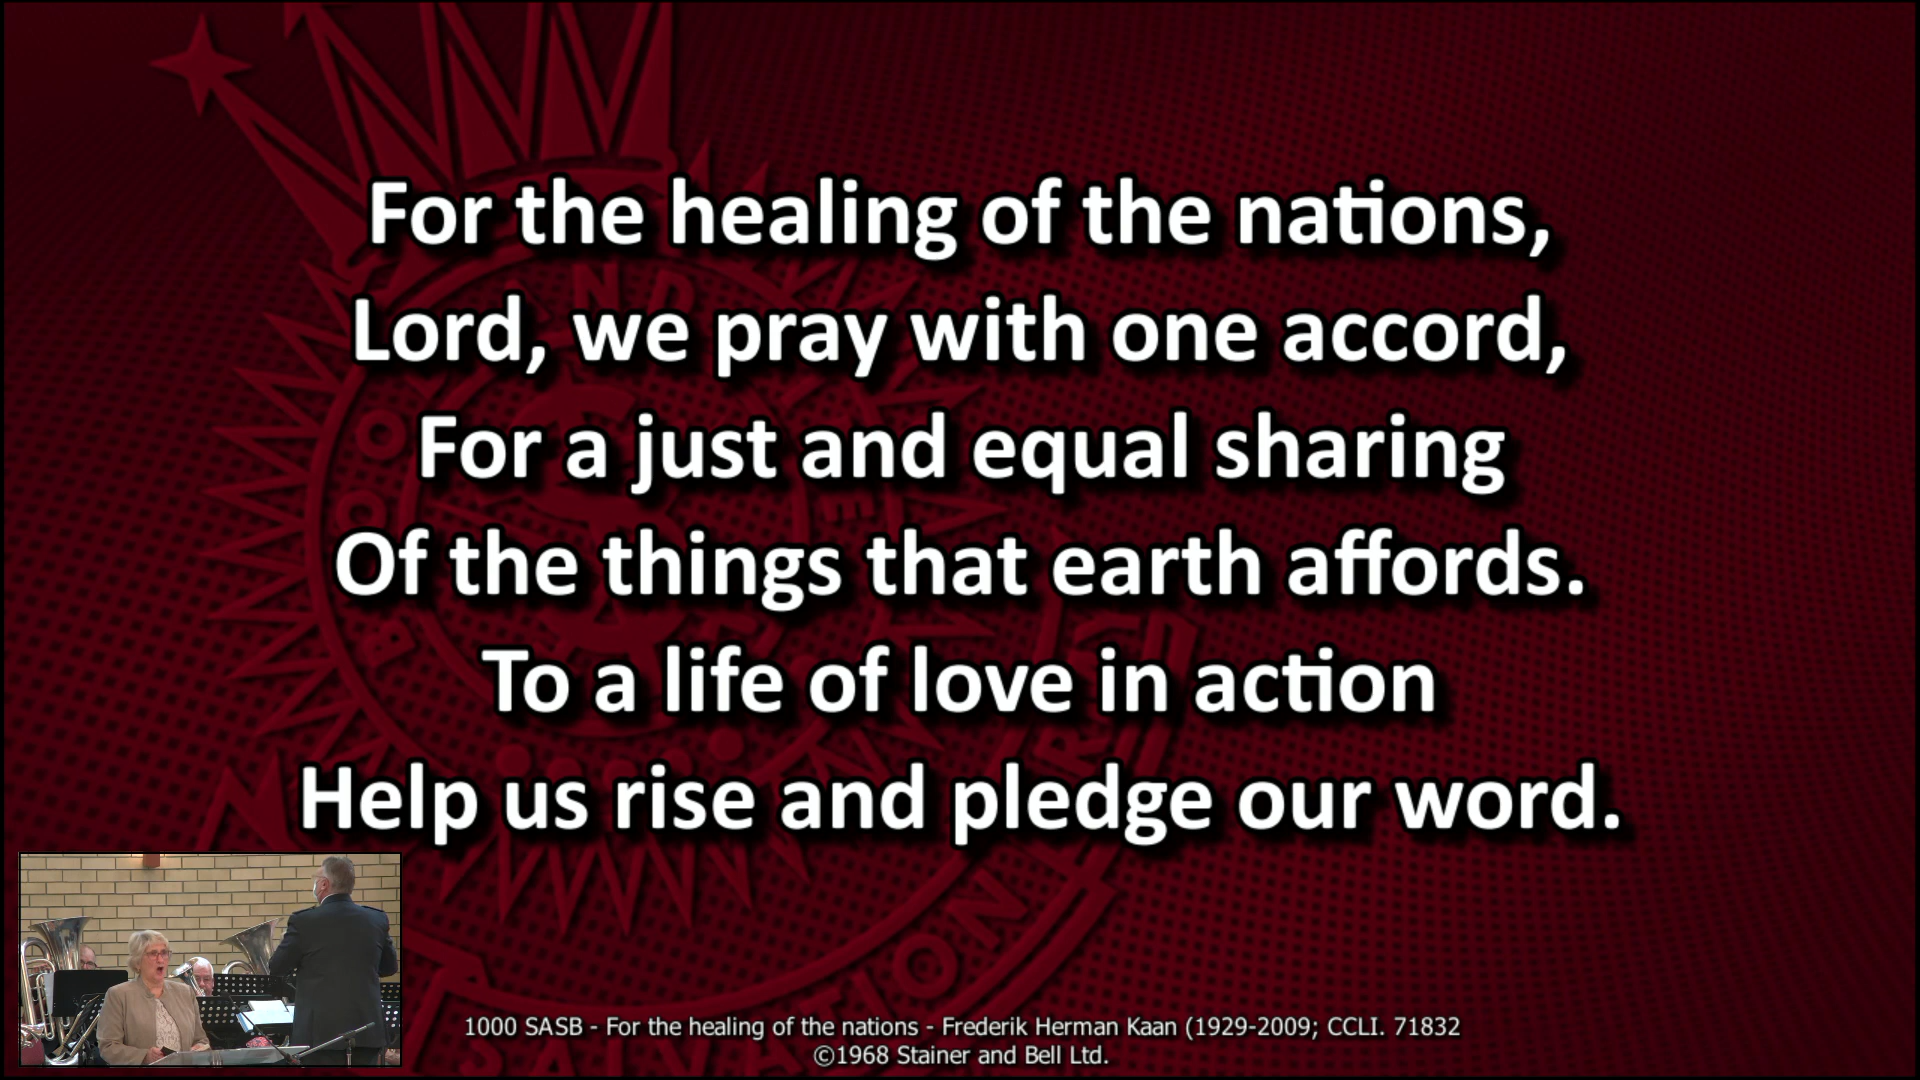 For the healing of the nations,
Lord, we pray with one accord,
For a just and equal sharing
Of the things that earth affords.
To a life of love in action
Help us rise and pledge our word.
1000 SASB - For the healing of the nations - Frederik Herman Kaan (1929-2009; CCLI. 71832
©1968 Stainer and Bell Ltd.